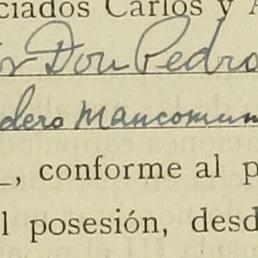 ciados Carlos y A
or Don Pedro
dero Mancomun
, conforme al p
l posesión, desd